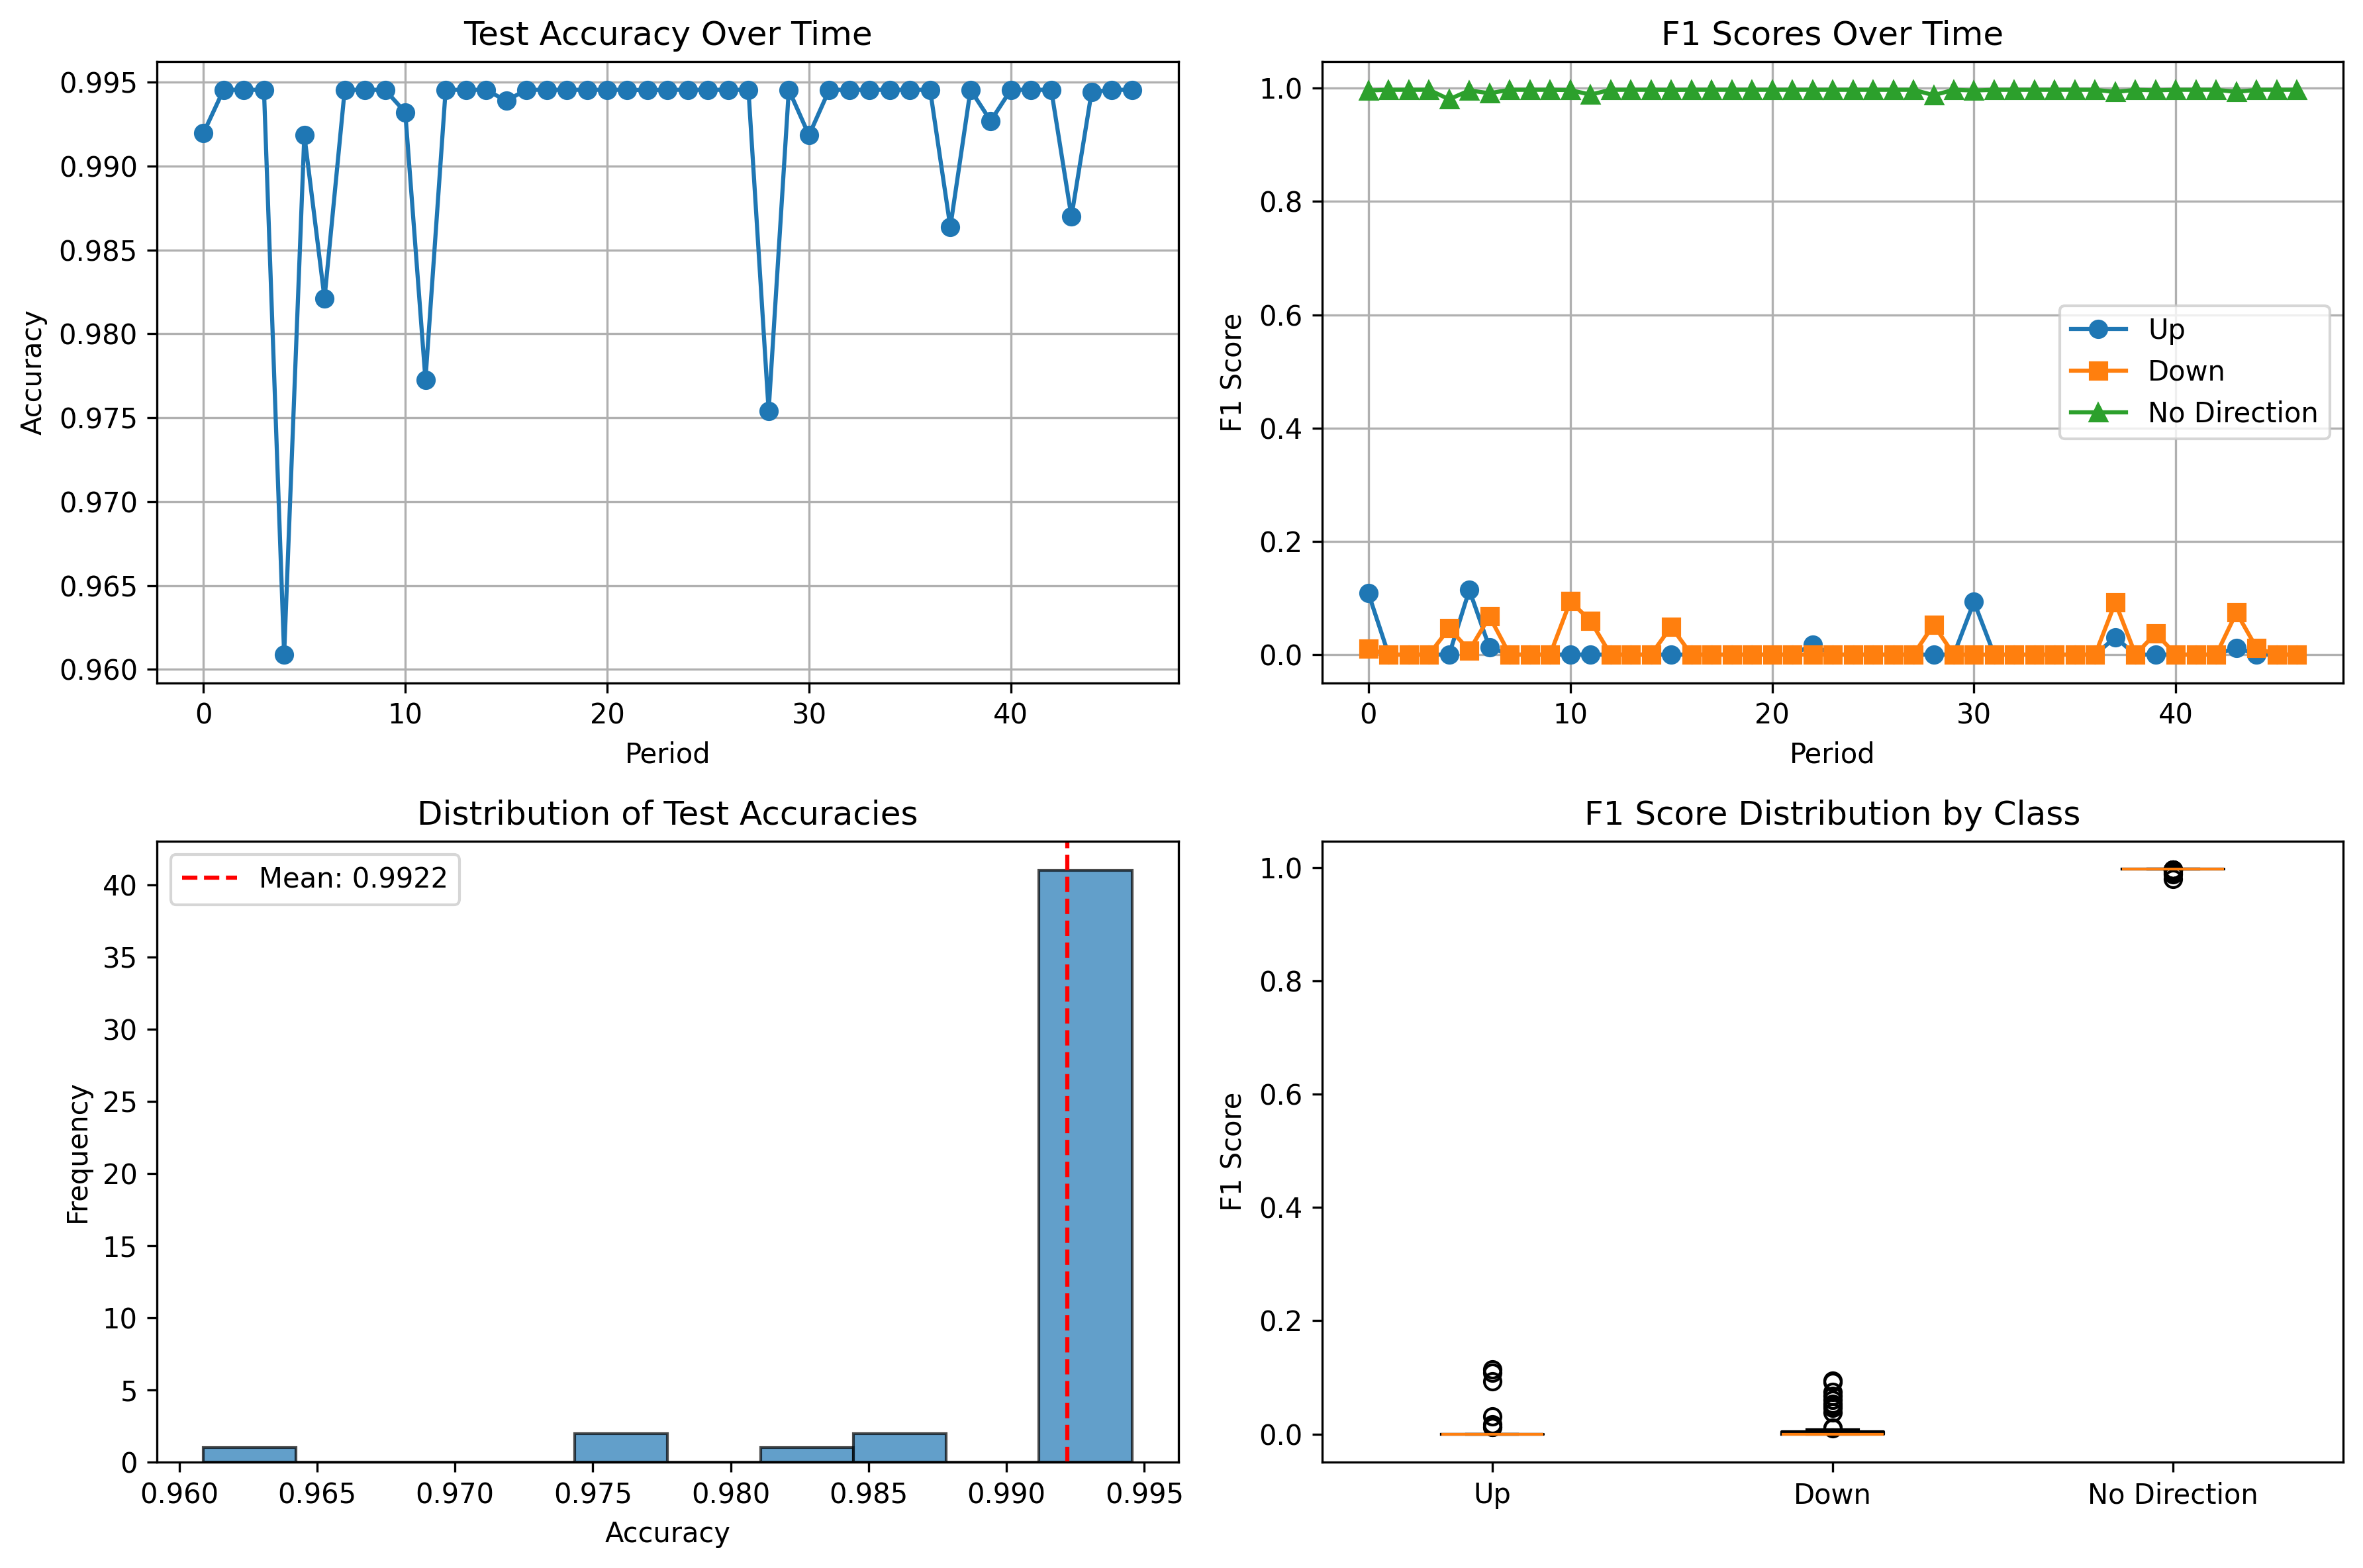 Test Accuracy Over Time
0.995
0.990
0.985
0.980
0.975
0.970
0.965
0.960
Accuracy
0 10 20 30 40
Period
F1 Scores Over Time
1.0
0.8
0.6
0.4
0.2
0.0
F1 Score
Up
Down
No Direction
0 10 20 30 40
Period
Distribution of Test Accuracies
Mean: 0.9922
40
35
30
25
20
15
10
5
0
Frequency
0.960 0.965 0.970 0.975 0.980 0.985 0.990 0.995
Accuracy
F1 Score Distribution by Class
1.0
0.8
0.6
0.4
0.2
0.0
F1 Score
Up Down No Direction